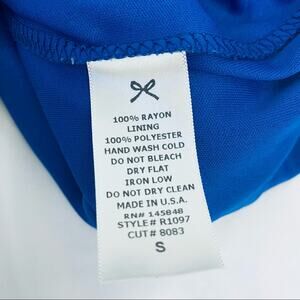 100% RAYON
LINING
100% POLYESTER
HAND WASH COLD
DO NOT BLEACH
DRY FLAT
IRON LOW
DO NOT DRY CLEAN
MADE IN U.S.A.
RN# 145848
STYLE# R1097
CUT# 8083
S